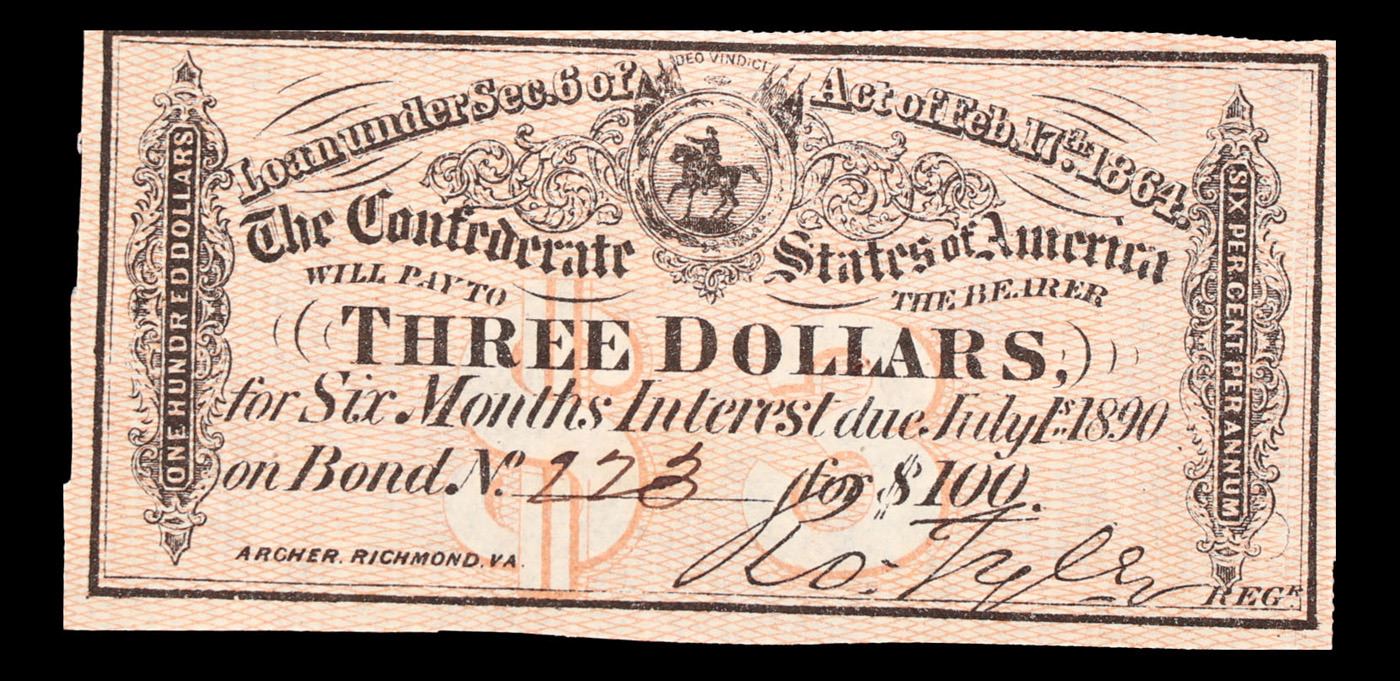 DEO VINDICE
Loan under Sec. 6 of Act of Feb. 17th 1864.
The Confederate States of America
WILL PAY TO THE BEARER
THREE DOLLARS,
for Six Months Interest due July 1st 1890
on Bond No. 173 for $100.
ARCHER. RICHMOND. VA.
Ro. Tyler REGR
ONE HUNDRED DOLLARS
SIX PER CENT PER ANNUM
$3